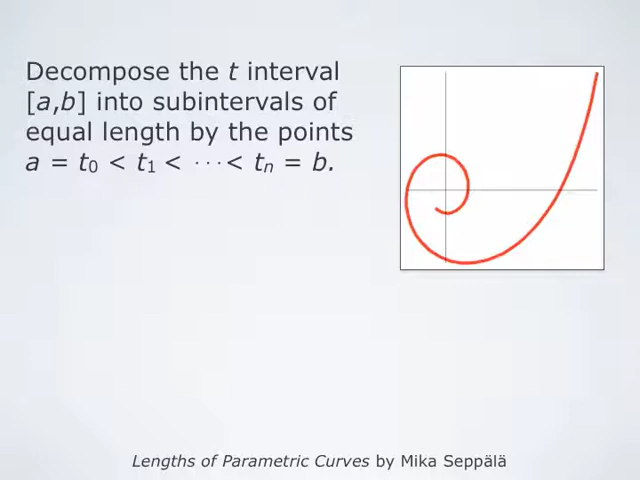 Decompose the t interval
[a,b] into subintervals of
equal length by the points
a = t₀ < t₁ < ···< tₙ = b.
Lengths of Parametric Curves by Mika Seppälä